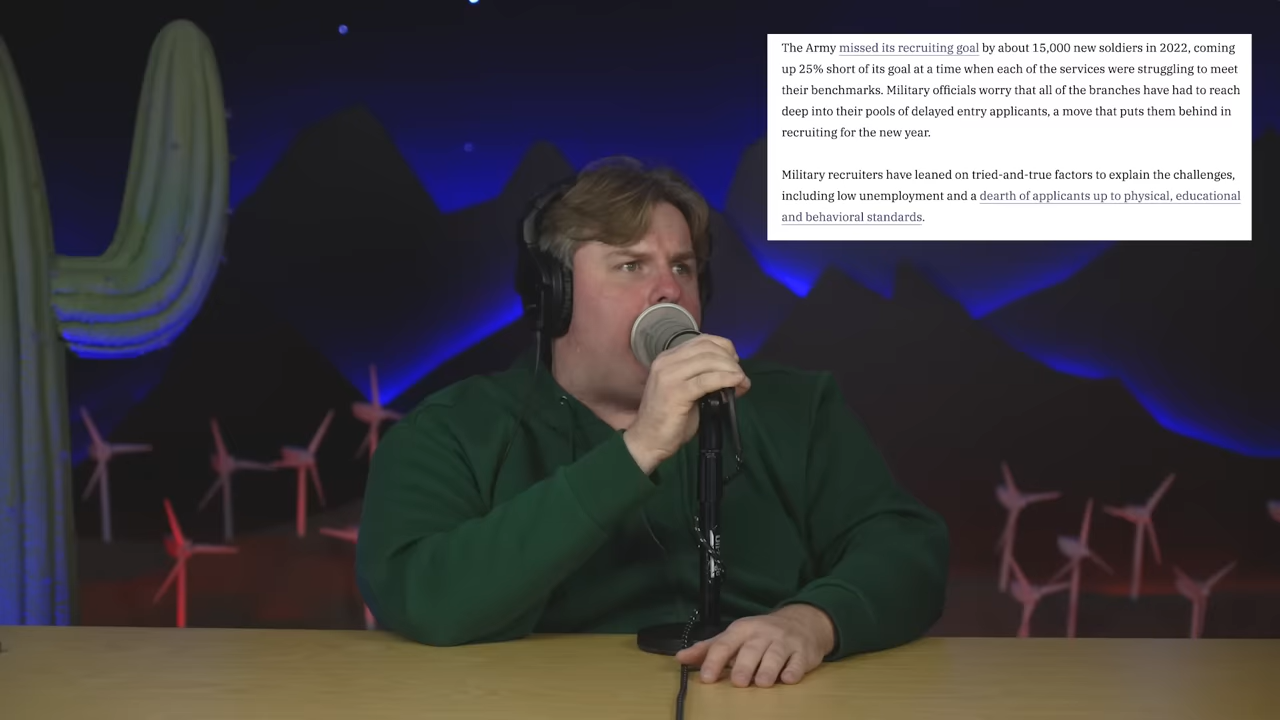 The Army missed its recruiting goal by about 15,000 new soldiers in 2022, coming
up 25% short of its goal at a time when each of the services were struggling to meet
their benchmarks. Military officials worry that all of the branches have had to reach
deep into their pools of delayed entry applicants, a move that puts them behind in
recruiting for the new year.
Military recruiters have leaned on tried-and-true factors to explain the challenges,
including low unemployment and a dearth of applicants up to physical, educational
and behavioral standards.